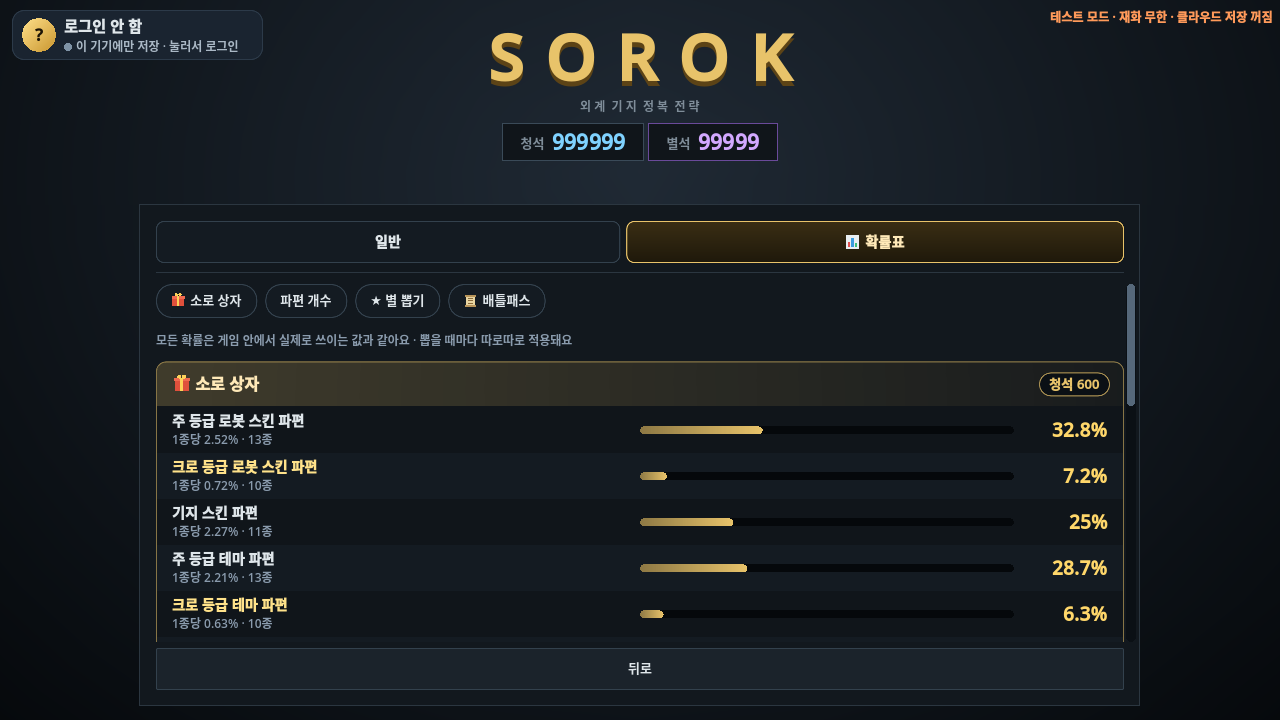 ?
로그인 안 함
이 기기에만 저장 · 눌러서 로그인
테스트 모드 · 재화 무한 · 클라우드 저장 꺼짐
SOROK
외계 기지 정복 전략
청석 999999
별석 99999
일반
확률표
소로 상자
파편 개수
★ 별 뽑기
배틀패스
모든 확률은 게임 안에서 실제로 쓰이는 값과 같아요 · 뽑을 때마다 따로따로 적용돼요
소로 상자
청석 600
주 등급 로봇 스킨 파편
1종당 2.52% · 13종
32.8%
크로 등급 로봇 스킨 파편
1종당 0.72% · 10종
7.2%
기지 스킨 파편
1종당 2.27% · 11종
25%
주 등급 테마 파편
1종당 2.21% · 13종
28.7%
크로 등급 테마 파편
1종당 0.63% · 10종
6.3%
뒤로